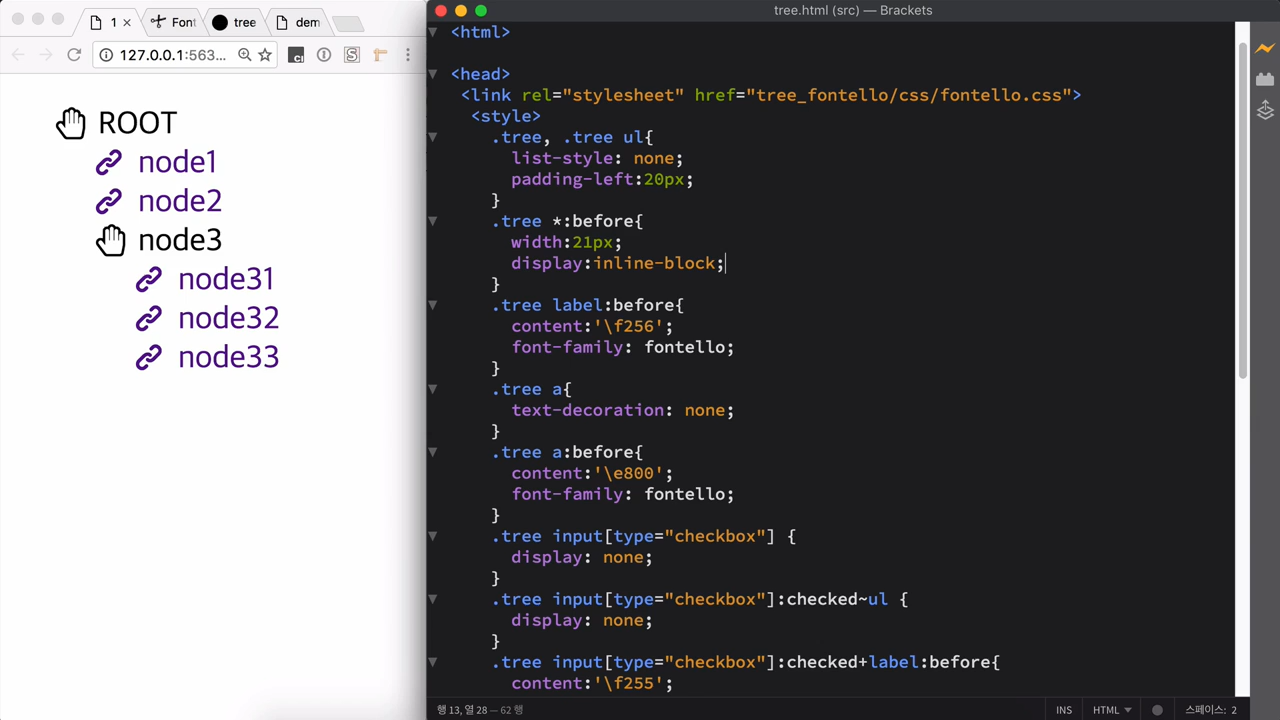 1
Font
tree
dem
127.0.0.1:563...
ROOT
node1
node2
node3
node31
node32
node33
tree.html (src) — Brackets
<html>
<head>
<link rel="stylesheet" href="tree_fontello/css/fontello.css">
<style>
.tree, .tree ul{
list-style: none;
padding-left:20px;
}
.tree *:before{
width:21px;
display:inline-block;
}
.tree label:before{
content:'\f256';
font-family: fontello;
}
.tree a{
text-decoration: none;
}
.tree a:before{
content:'\e800';
font-family: fontello;
}
.tree input[type="checkbox"] {
display: none;
}
.tree input[type="checkbox"]:checked~ul {
display: none;
}
.tree input[type="checkbox"]:checked+label:before{
content:'\f255';
행 13, 열 28 — 62 행
INS
HTML
스페이스: 2